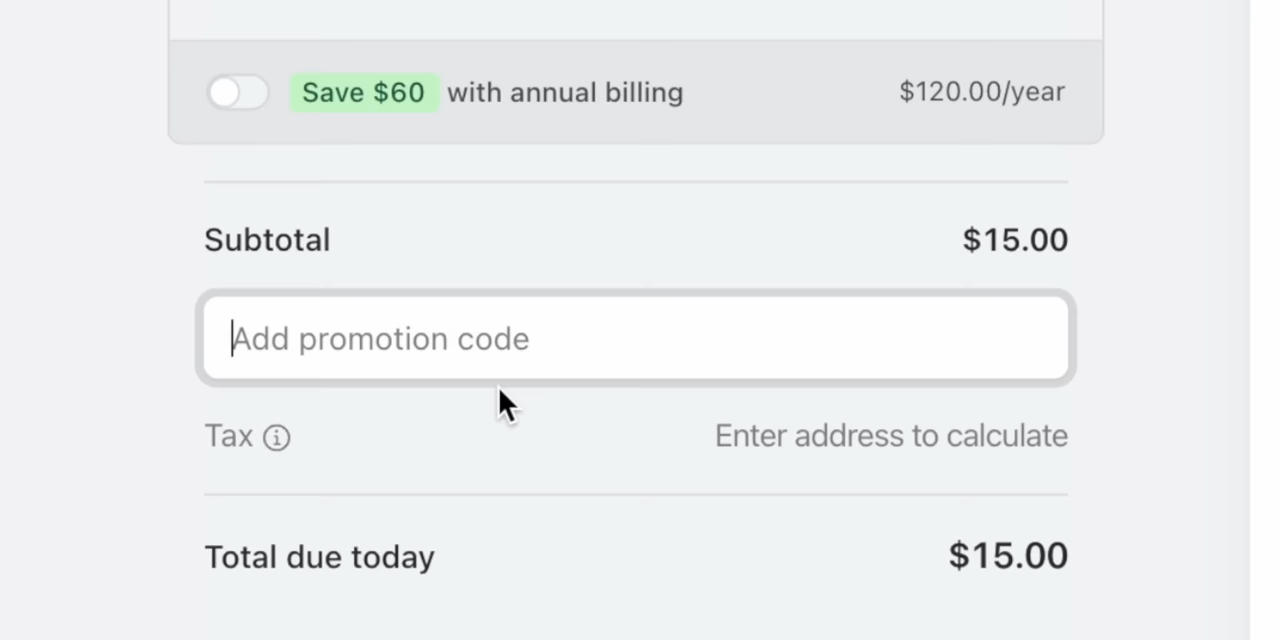 Save $60 with annual billing $120.00/year
Subtotal $15.00
Add promotion code
Tax Enter address to calculate
Total due today $15.00